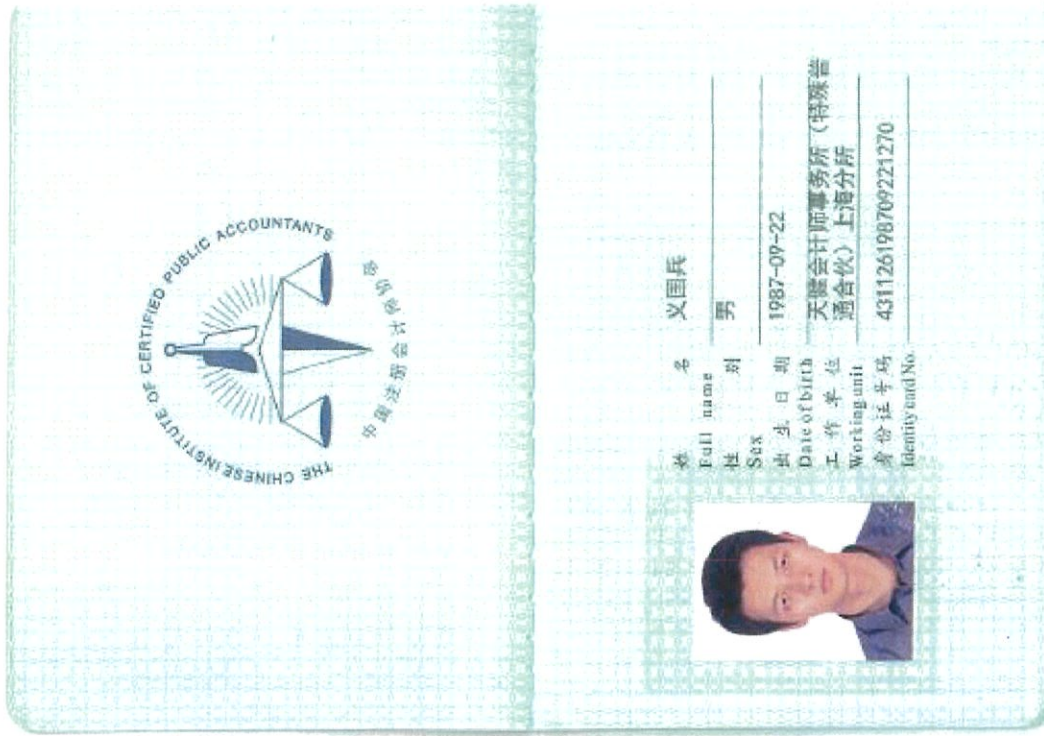 THE CHINESE INSTITUTE OF CERTIFIED PUBLIC ACCOUNTANTS
中国注册会计师协会
姓 名 义国兵
Full name
性 别 男
Sex
出 生 日 期 1987-09-22
Date of birth
工 作 单 位 天健会计师事务所（特殊普
通合伙）上海分所
Working unit
身份证号码 431126198709221270
Identity card No.